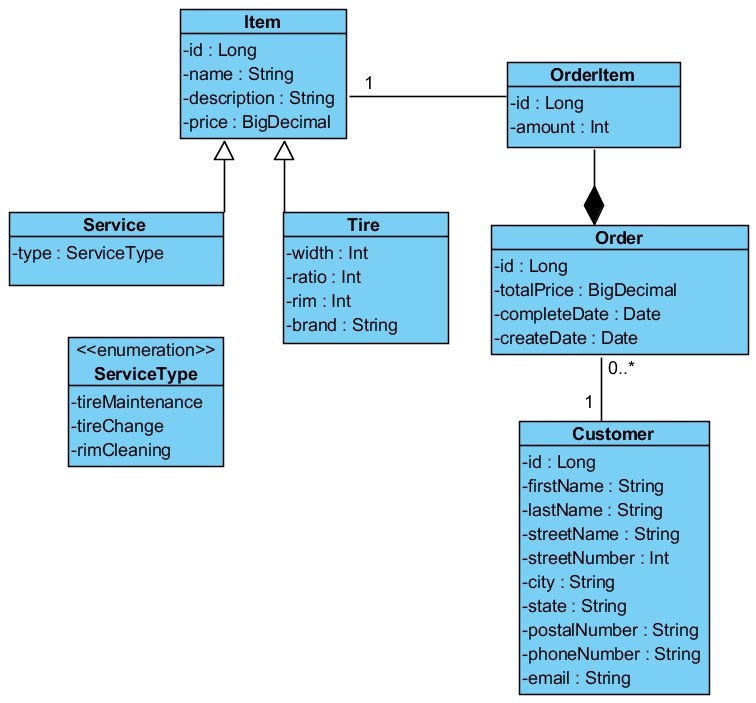 Item
-id : Long
-name : String
-description : String
-price : BigDecimal
1
OrderItem
-id : Long
-amount : Int
Service
-type : ServiceType
Tire
-width : Int
-ratio : Int
-rim : Int
-brand : String
Order
-id : Long
-totalPrice : BigDecimal
-completeDate : Date
-createDate : Date
<<enumeration>>
ServiceType
-tireMaintenance
-tireChange
-rimCleaning
0..*
1
Customer
-id : Long
-firstName : String
-lastName : String
-streetName : String
-streetNumber : Int
-city : String
-state : String
-postalNumber : String
-phoneNumber : String
-email : String